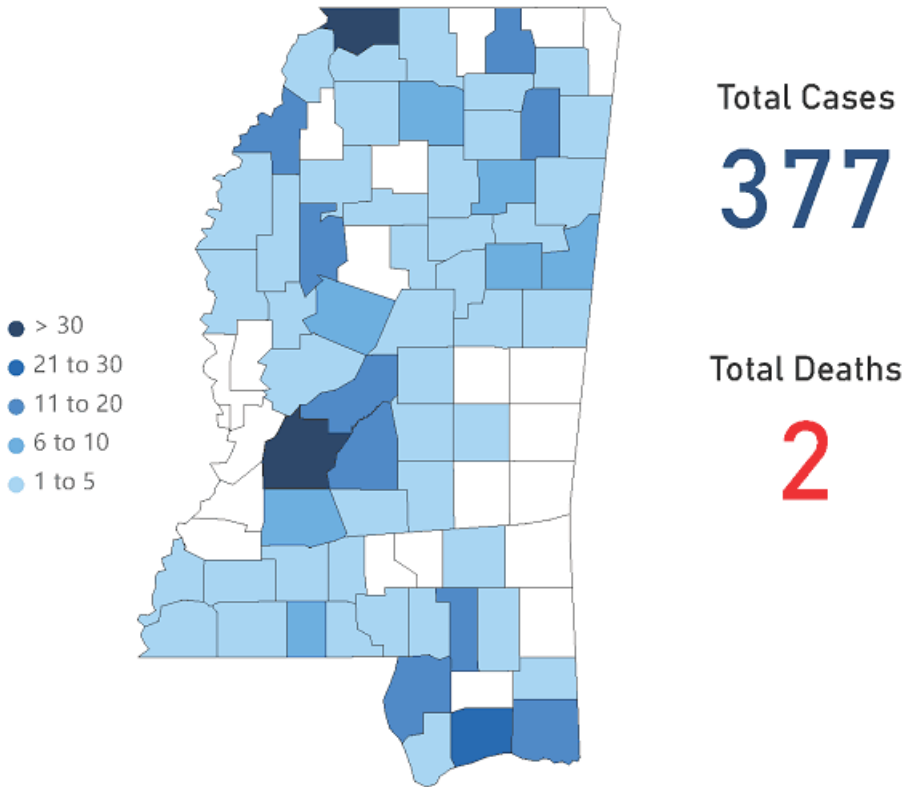 > 30
21 to 30
11 to 20
6 to 10
1 to 5
Total Cases
377
Total Deaths
2